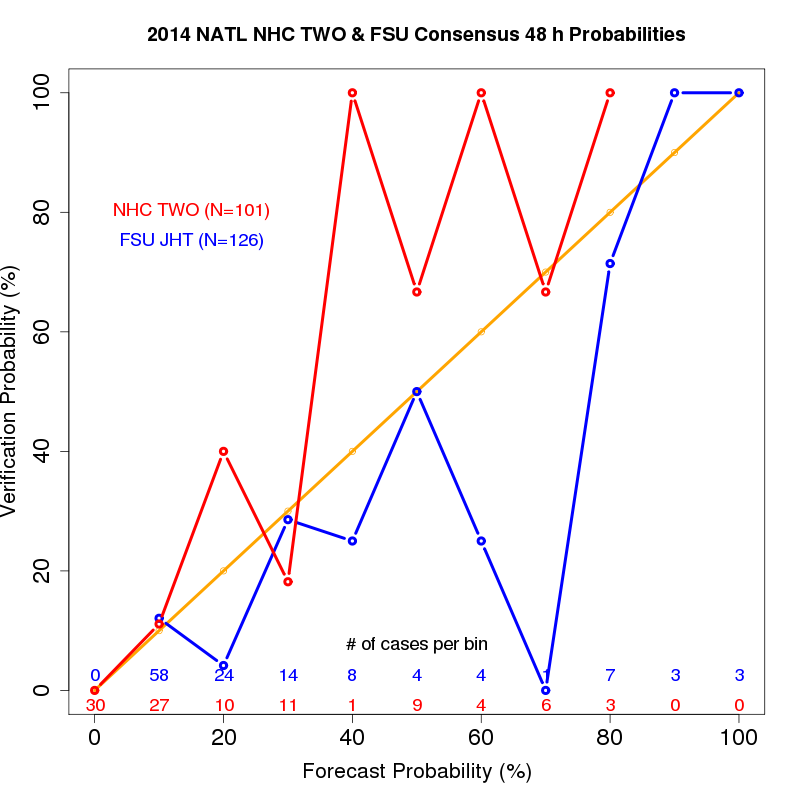 2014 NATL NHC TWO & FSU Consensus 48 h Probabilities
Verification Probability (%)
100
80
60
40
20
0
NHC TWO (N=101)
FSU JHT (N=126)
# of cases per bin
0 58 24 14 8 4 4 1 7 3 3
30 27 10 11 1 9 4 6 3 0 0
0 20 40 60 80 100
Forecast Probability (%)